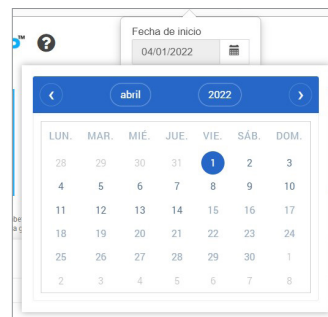 Fecha de inicio
04/01/2022
abril 2022
LUN. MAR. MIÉ. JUE. VIE. SÁB. DOM.
28 29 30 31 1 2 3
4 5 6 7 8 9 10
11 12 13 14 15 16 17
18 19 20 21 22 23 24
25 26 27 28 29 30 1
2 3 4 5 6 7 8